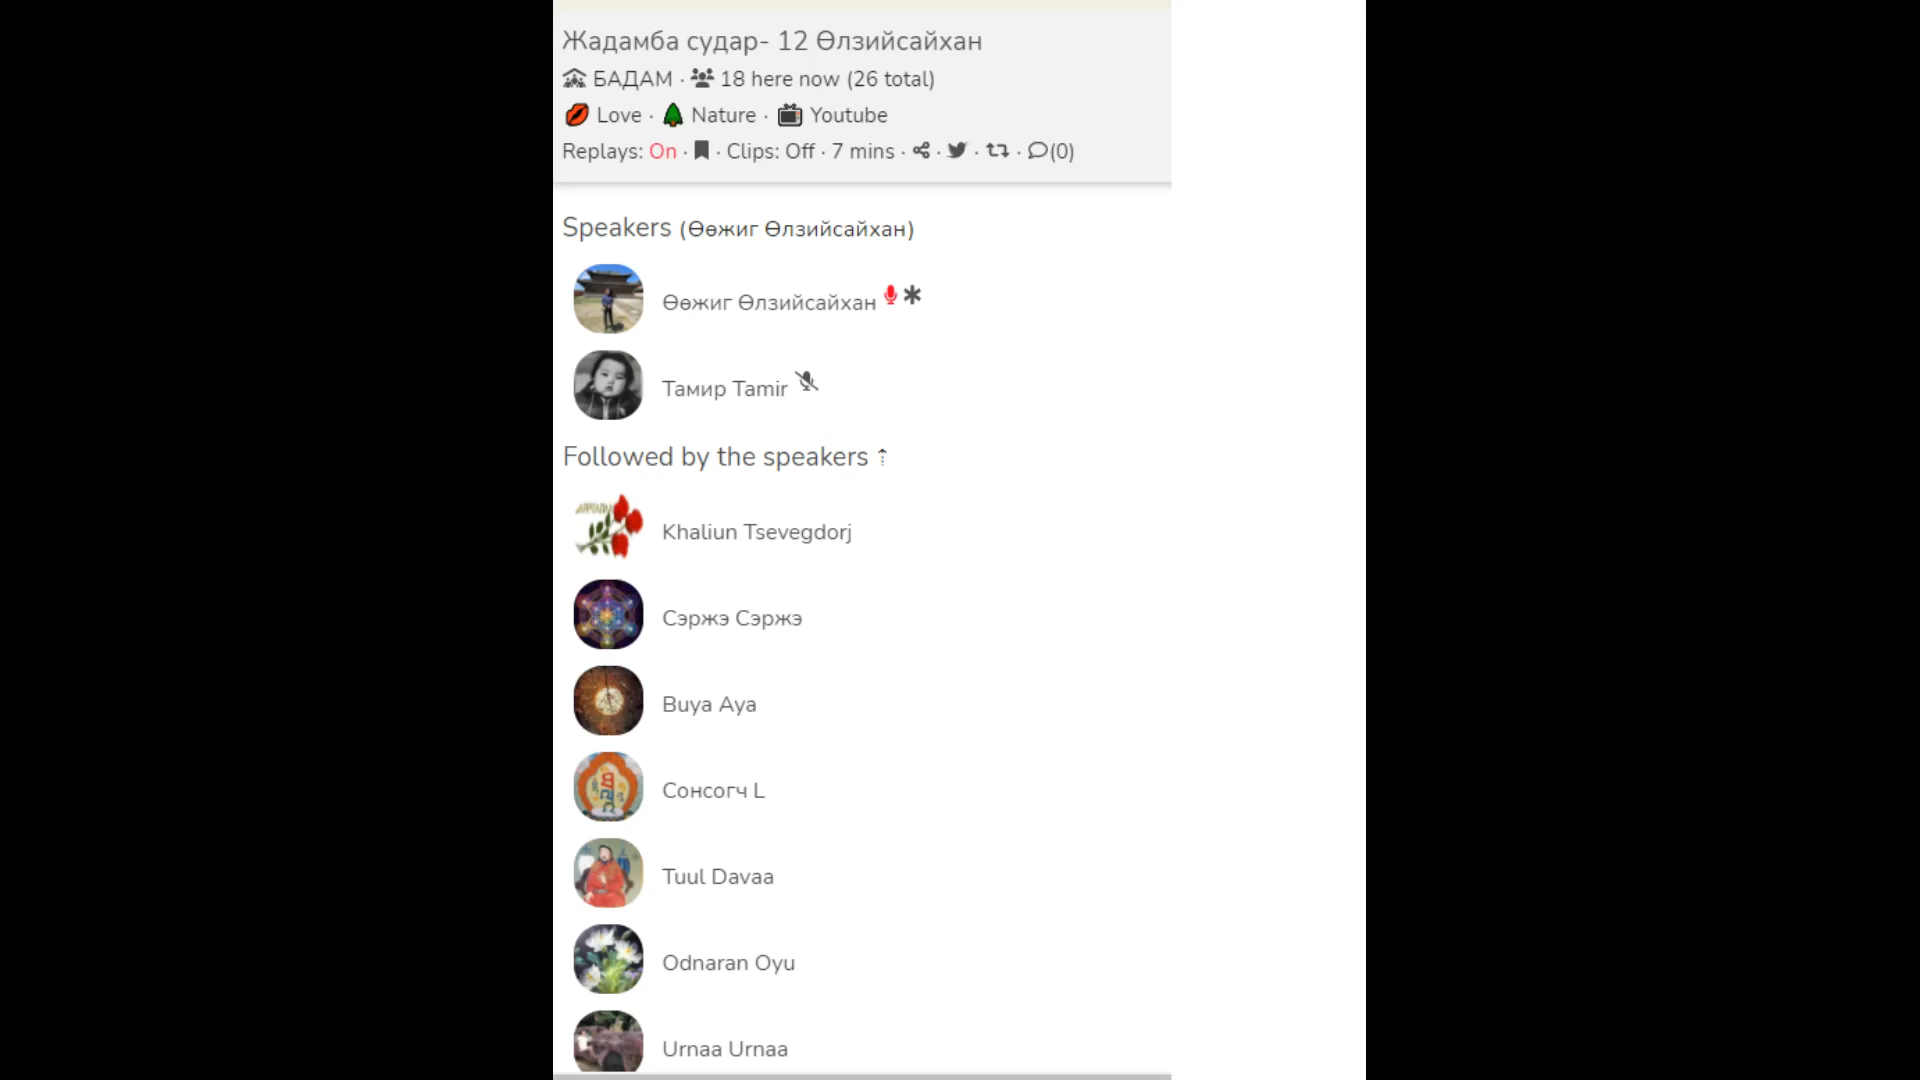 Жадамба судар- 12 Өлзийсайхан
БАДАМ · 18 here now (26 total)
Love · Nature · Youtube
Replays: On · · Clips: Off · 7 mins · · · · (0)
Speakers (Өөжиг Өлзийсайхан)
Өөжиг Өлзийсайхан
Тамир Tamir
Followed by the speakers
Khaliun Tsevegdorj
Сэржэ Сэржэ
Buya Aya
Сонсогч L
Tuul Davaa
Odnaran Oyu
Urnaa Urnaa